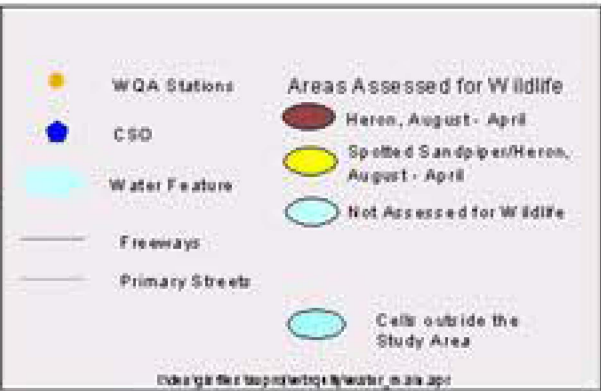 WQA Stations
CSO
Water Feature
Freeways
Primary Streets
Areas Assessed for Wildlife
Heron, August - April
Spotted Sandpiper/Heron,
August - April
Not Assessed for Wildlife
Cells outside the
Study Area